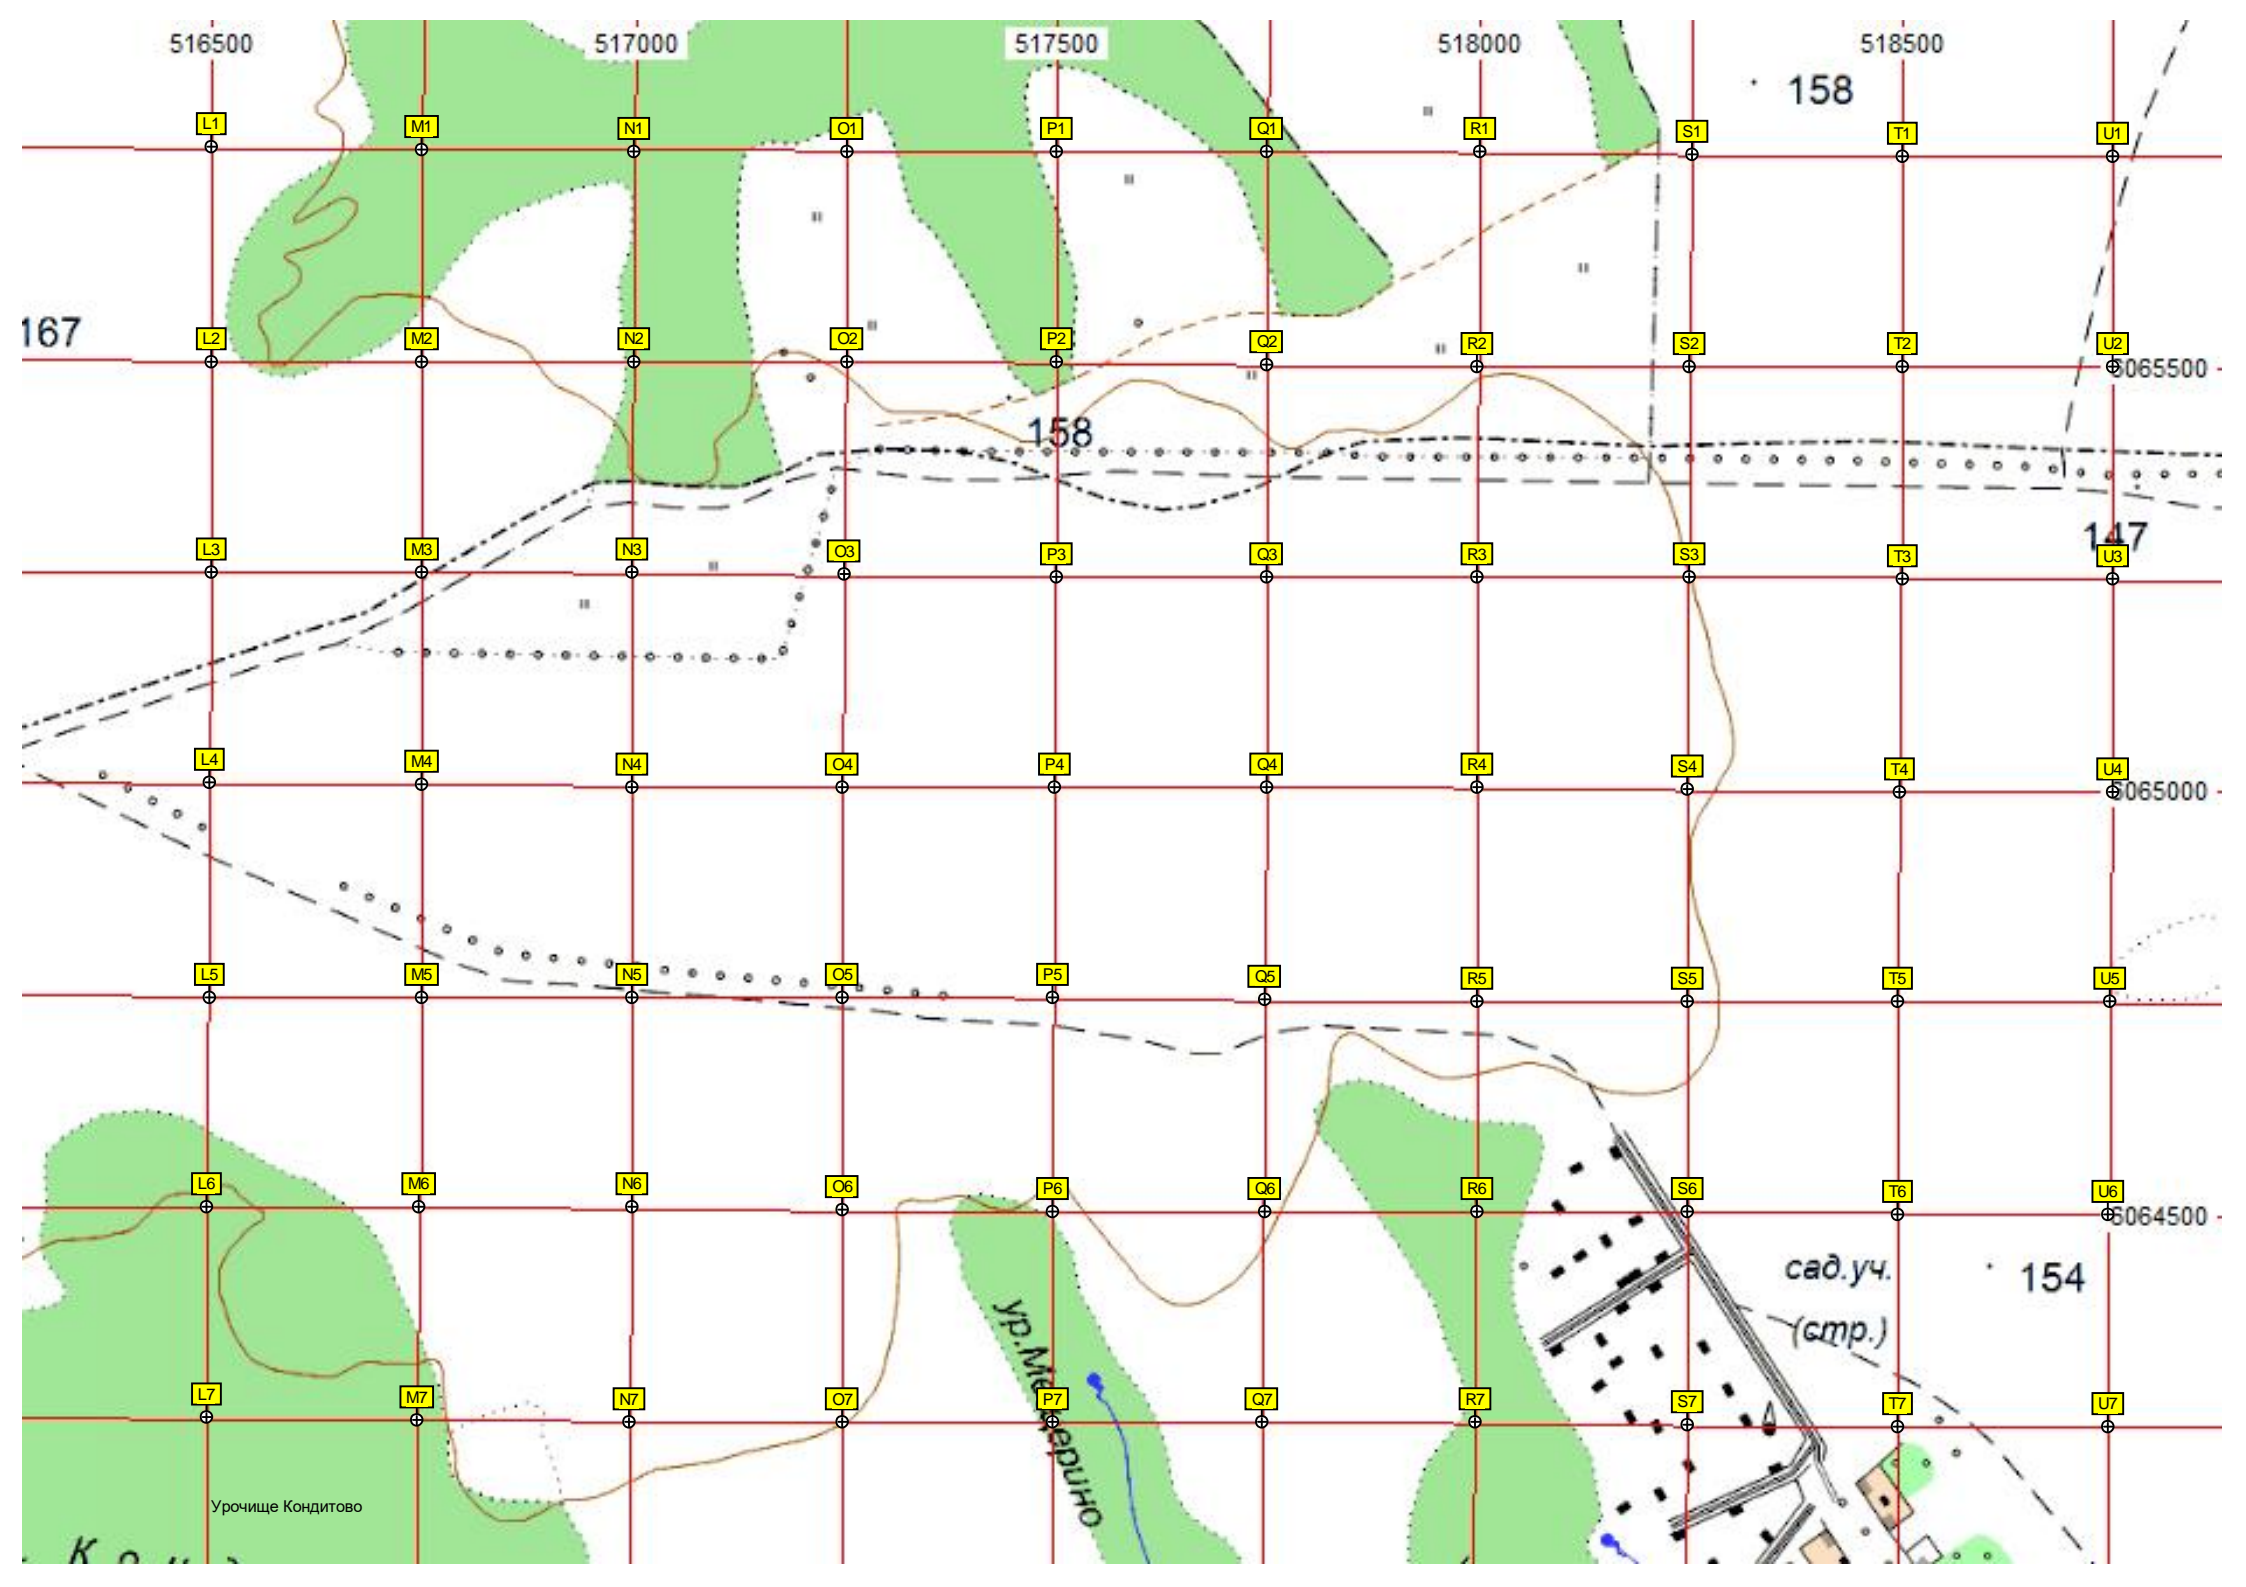 516500 517000 517500 518000 518500
158
L1 M1 N1 O1 P1 Q1 R1 S1 T1 U1
167
L2 M2 N2 O2 P2 Q2 R2 S2 T2 U2
6065500
158
147
L3 M3 N3 O3 P3 Q3 R3 S3 T3 U3
L4 M4 N4 O4 P4 Q4 R4 S4 T4 U4
6065000
L5 M5 N5 O5 P5 Q5 R5 S5 T5 U5
L6 M6 N6 O6 P6 Q6 R6 S6 T6 U6
6064500
сад.уч.
154
(стр.)
ур.Мещерино
L7 M7 N7 O7 P7 Q7 R7 S7 T7 U7
Урочище Кондитово